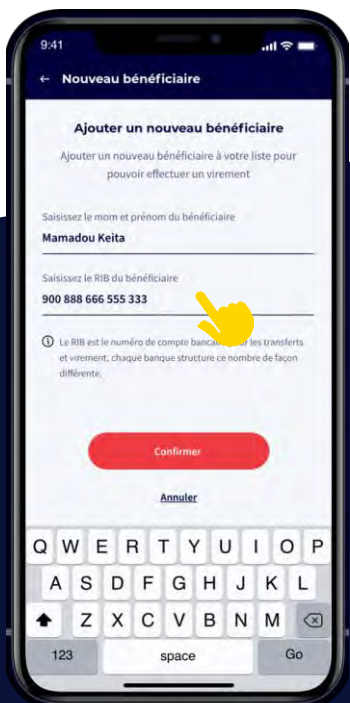 9:41
← Nouveau bénéficiaire
Ajouter un nouveau bénéficiaire
Ajouter un nouveau bénéficiaire à votre liste pour
pouvoir effectuer un virement
Saisissez le mom et prénom du bénéficiaire
Mamadou Keita
Saisissez le RIB du bénéficiaire
900 888 666 555 333
Le RIB est le numéro de compte les transferts
et virement, chaque banque structure ce nombre de façon
différente.
Confirmer
Annuler
Q W E R T Y U I O P
A S D F G H J K L
Z X C V B N M
123 space Go